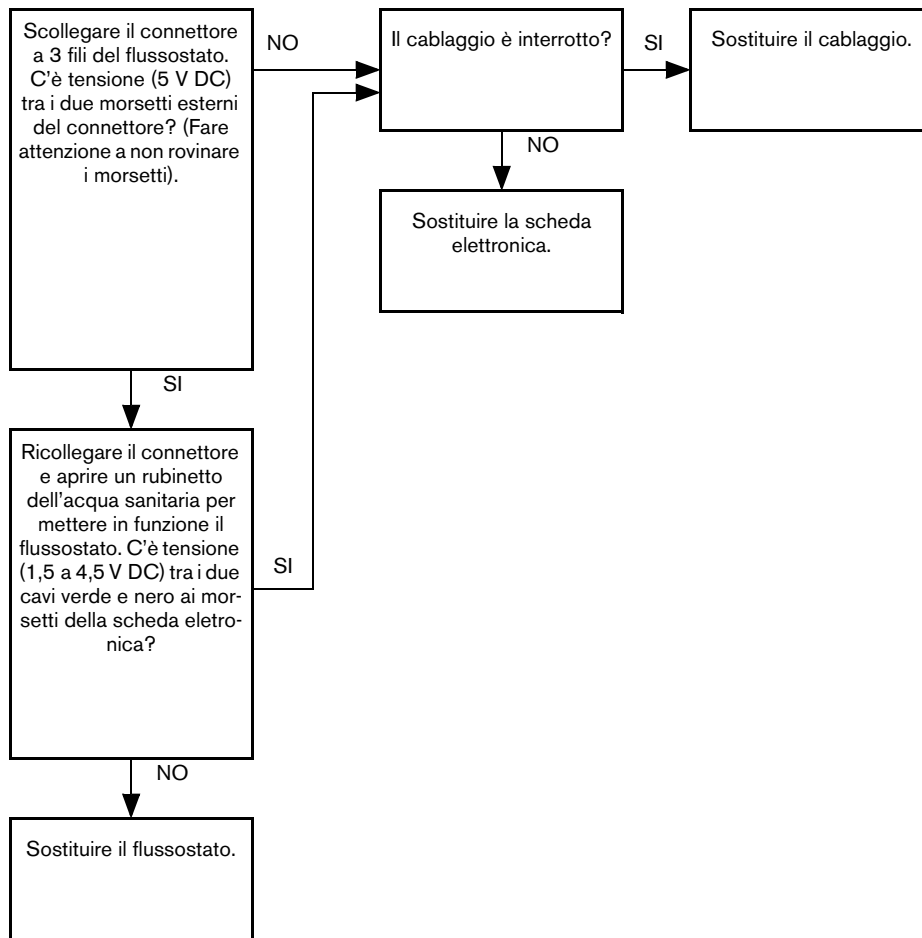 Scollegare il connettore
a 3 fili del flussostato.
C'è tensione (5 V DC)
tra i due morsetti esterni
del connettore? (Fare
attenzione a non rovinare
i morsetti).
NO
Il cablaggio è interrotto?
SI
Sostituire il cablaggio.
NO
Sostituire la scheda
elettronica.
SI
Ricollegare il connettore
e aprire un rubinetto
dell'acqua sanitaria per
mettere in funzione il
flussostato. C'è tensione
(1,5 a 4,5 V DC) tra i due
cavi verde e nero ai mor-
setti della scheda eletro-
nica?
SI
NO
Sostituire il flussostato.